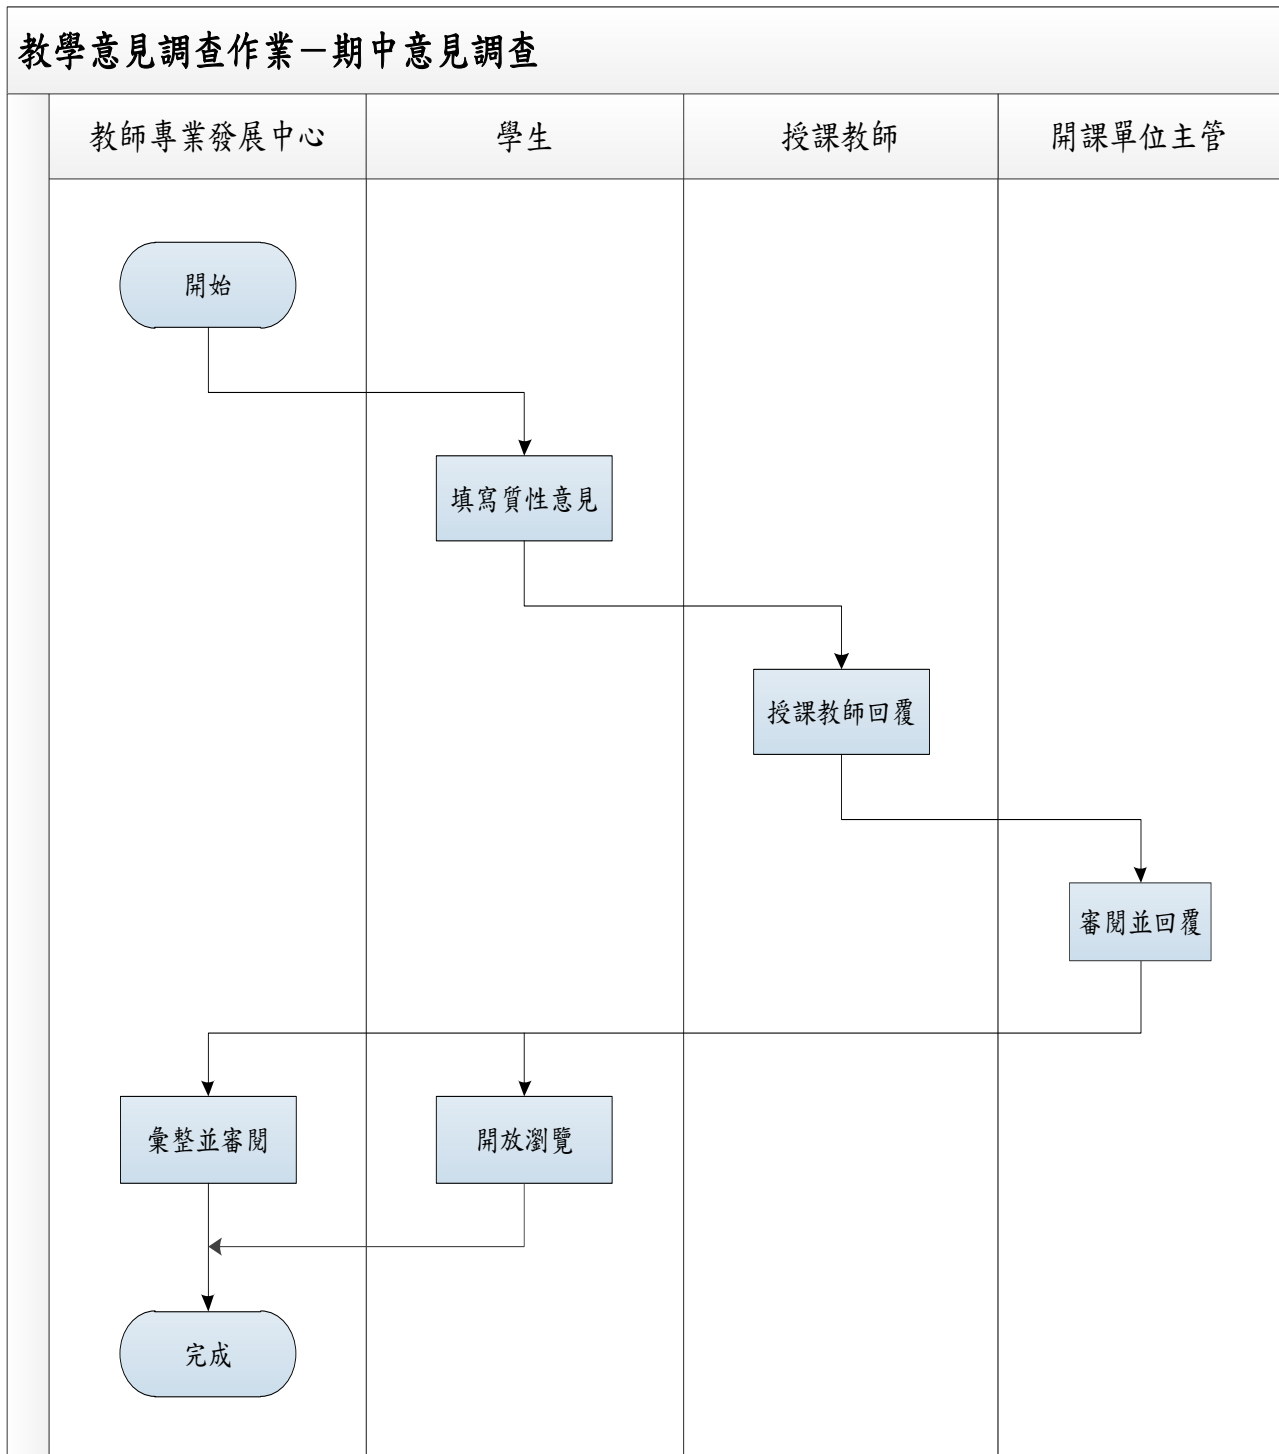 教學意見調查作業－期中意見調查
教師專業發展中心
學生
授課教師
開課單位主管
開始
填寫質性意見
授課教師回覆
審閱並回覆
彙整並審閱
開放瀏覽
完成